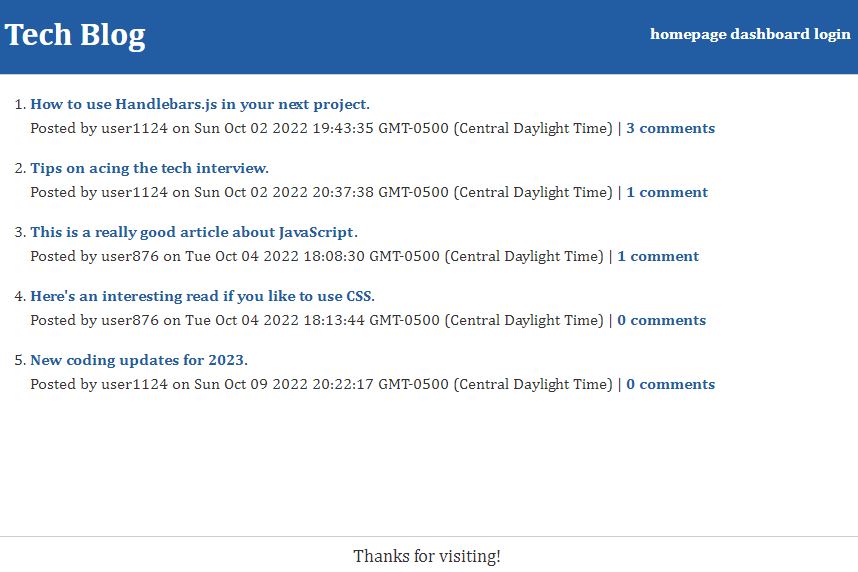 Tech Blog
homepage dashboard login
1. How to use Handlebars.js in your next project.
Posted by user1124 on Sun Oct 02 2022 19:43:35 GMT-0500 (Central Daylight Time) | 3 comments
2. Tips on acing the tech interview.
Posted by user1124 on Sun Oct 02 2022 20:37:38 GMT-0500 (Central Daylight Time) | 1 comment
3. This is a really good article about JavaScript.
Posted by user876 on Tue Oct 04 2022 18:08:30 GMT-0500 (Central Daylight Time) | 1 comment
4. Here's an interesting read if you like to use CSS.
Posted by user876 on Tue Oct 04 2022 18:13:44 GMT-0500 (Central Daylight Time) | 0 comments
5. New coding updates for 2023.
Posted by user1124 on Sun Oct 09 2022 20:22:17 GMT-0500 (Central Daylight Time) | 0 comments
Thanks for visiting!